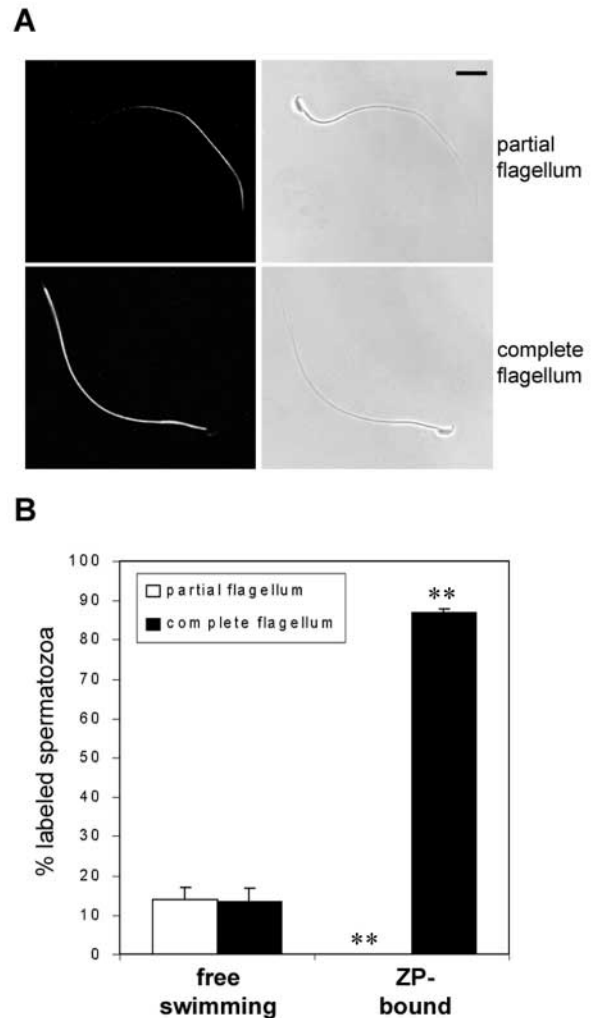 A
partial
flagellum
complete
flagellum
B
100
90
80
70
60
50
40
30
20
10
0
% labeled spermatozoa
partial flagellum
complete flagellum
**
**
free
swimming
ZP-
bound